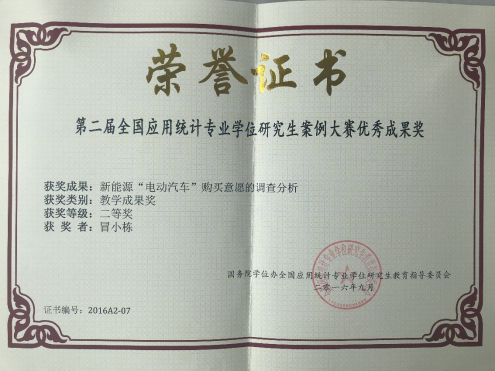 荣誉证书
第二届全国应用统计专业学位研究生案例大赛优秀成果奖
获奖成果：新能源“电动汽车”购买意愿的调查分析
获奖类别：教学成果奖
获奖等级：二等奖
获 奖 者：冒小栋
国务院学位办全国应用统计专业学位研究生教育指导委员会
二〇一六年九月
证书编号：2016A2-07